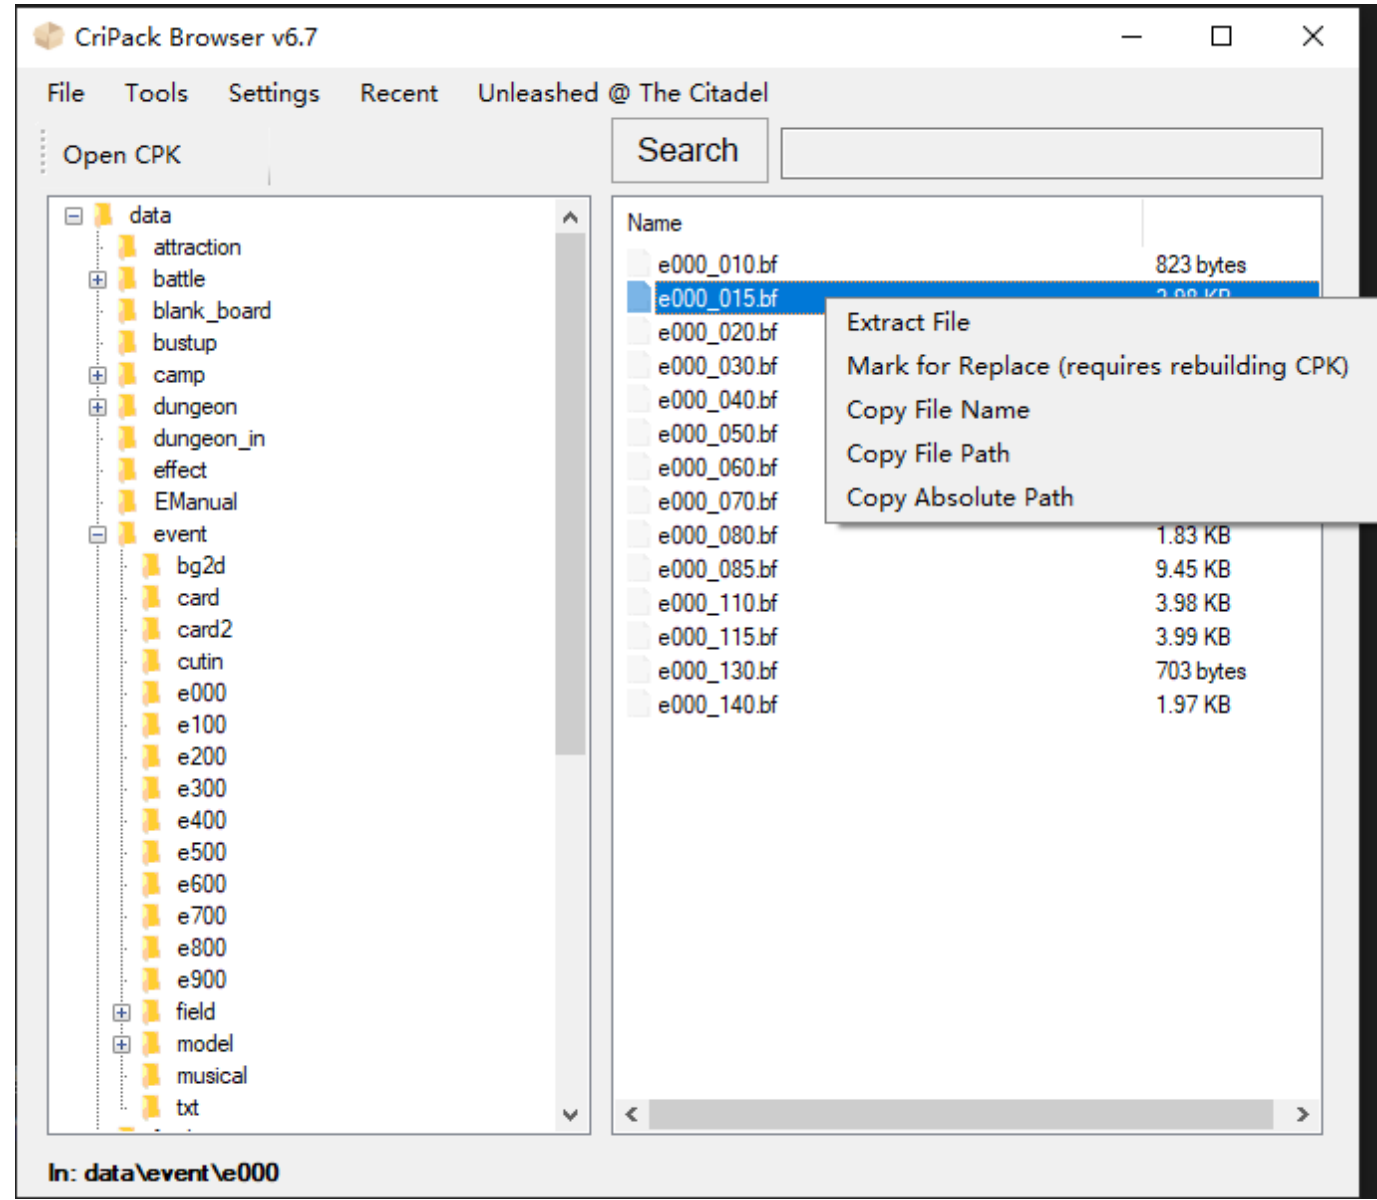 CriPack Browser v6.7
File Tools Settings Recent Unleashed @ The Citadel
Open CPK
Search
data
attraction
battle
blank_board
bustup
camp
dungeon
dungeon_in
effect
EManual
event
bg2d
card
card2
cutin
e000
e100
e200
e300
e400
e500
e600
e700
e800
e900
field
model
musical
txt
Name
e000_010.bf 823 bytes
e000_015.bf
e000_020.bf
e000_030.bf
e000_040.bf
e000_050.bf
e000_060.bf
e000_070.bf
e000_080.bf 1.83 KB
e000_085.bf 9.45 KB
e000_110.bf 3.98 KB
e000_115.bf 3.99 KB
e000_130.bf 703 bytes
e000_140.bf 1.97 KB
Extract File
Mark for Replace (requires rebuilding CPK)
Copy File Name
Copy File Path
Copy Absolute Path
In: data\event\e000